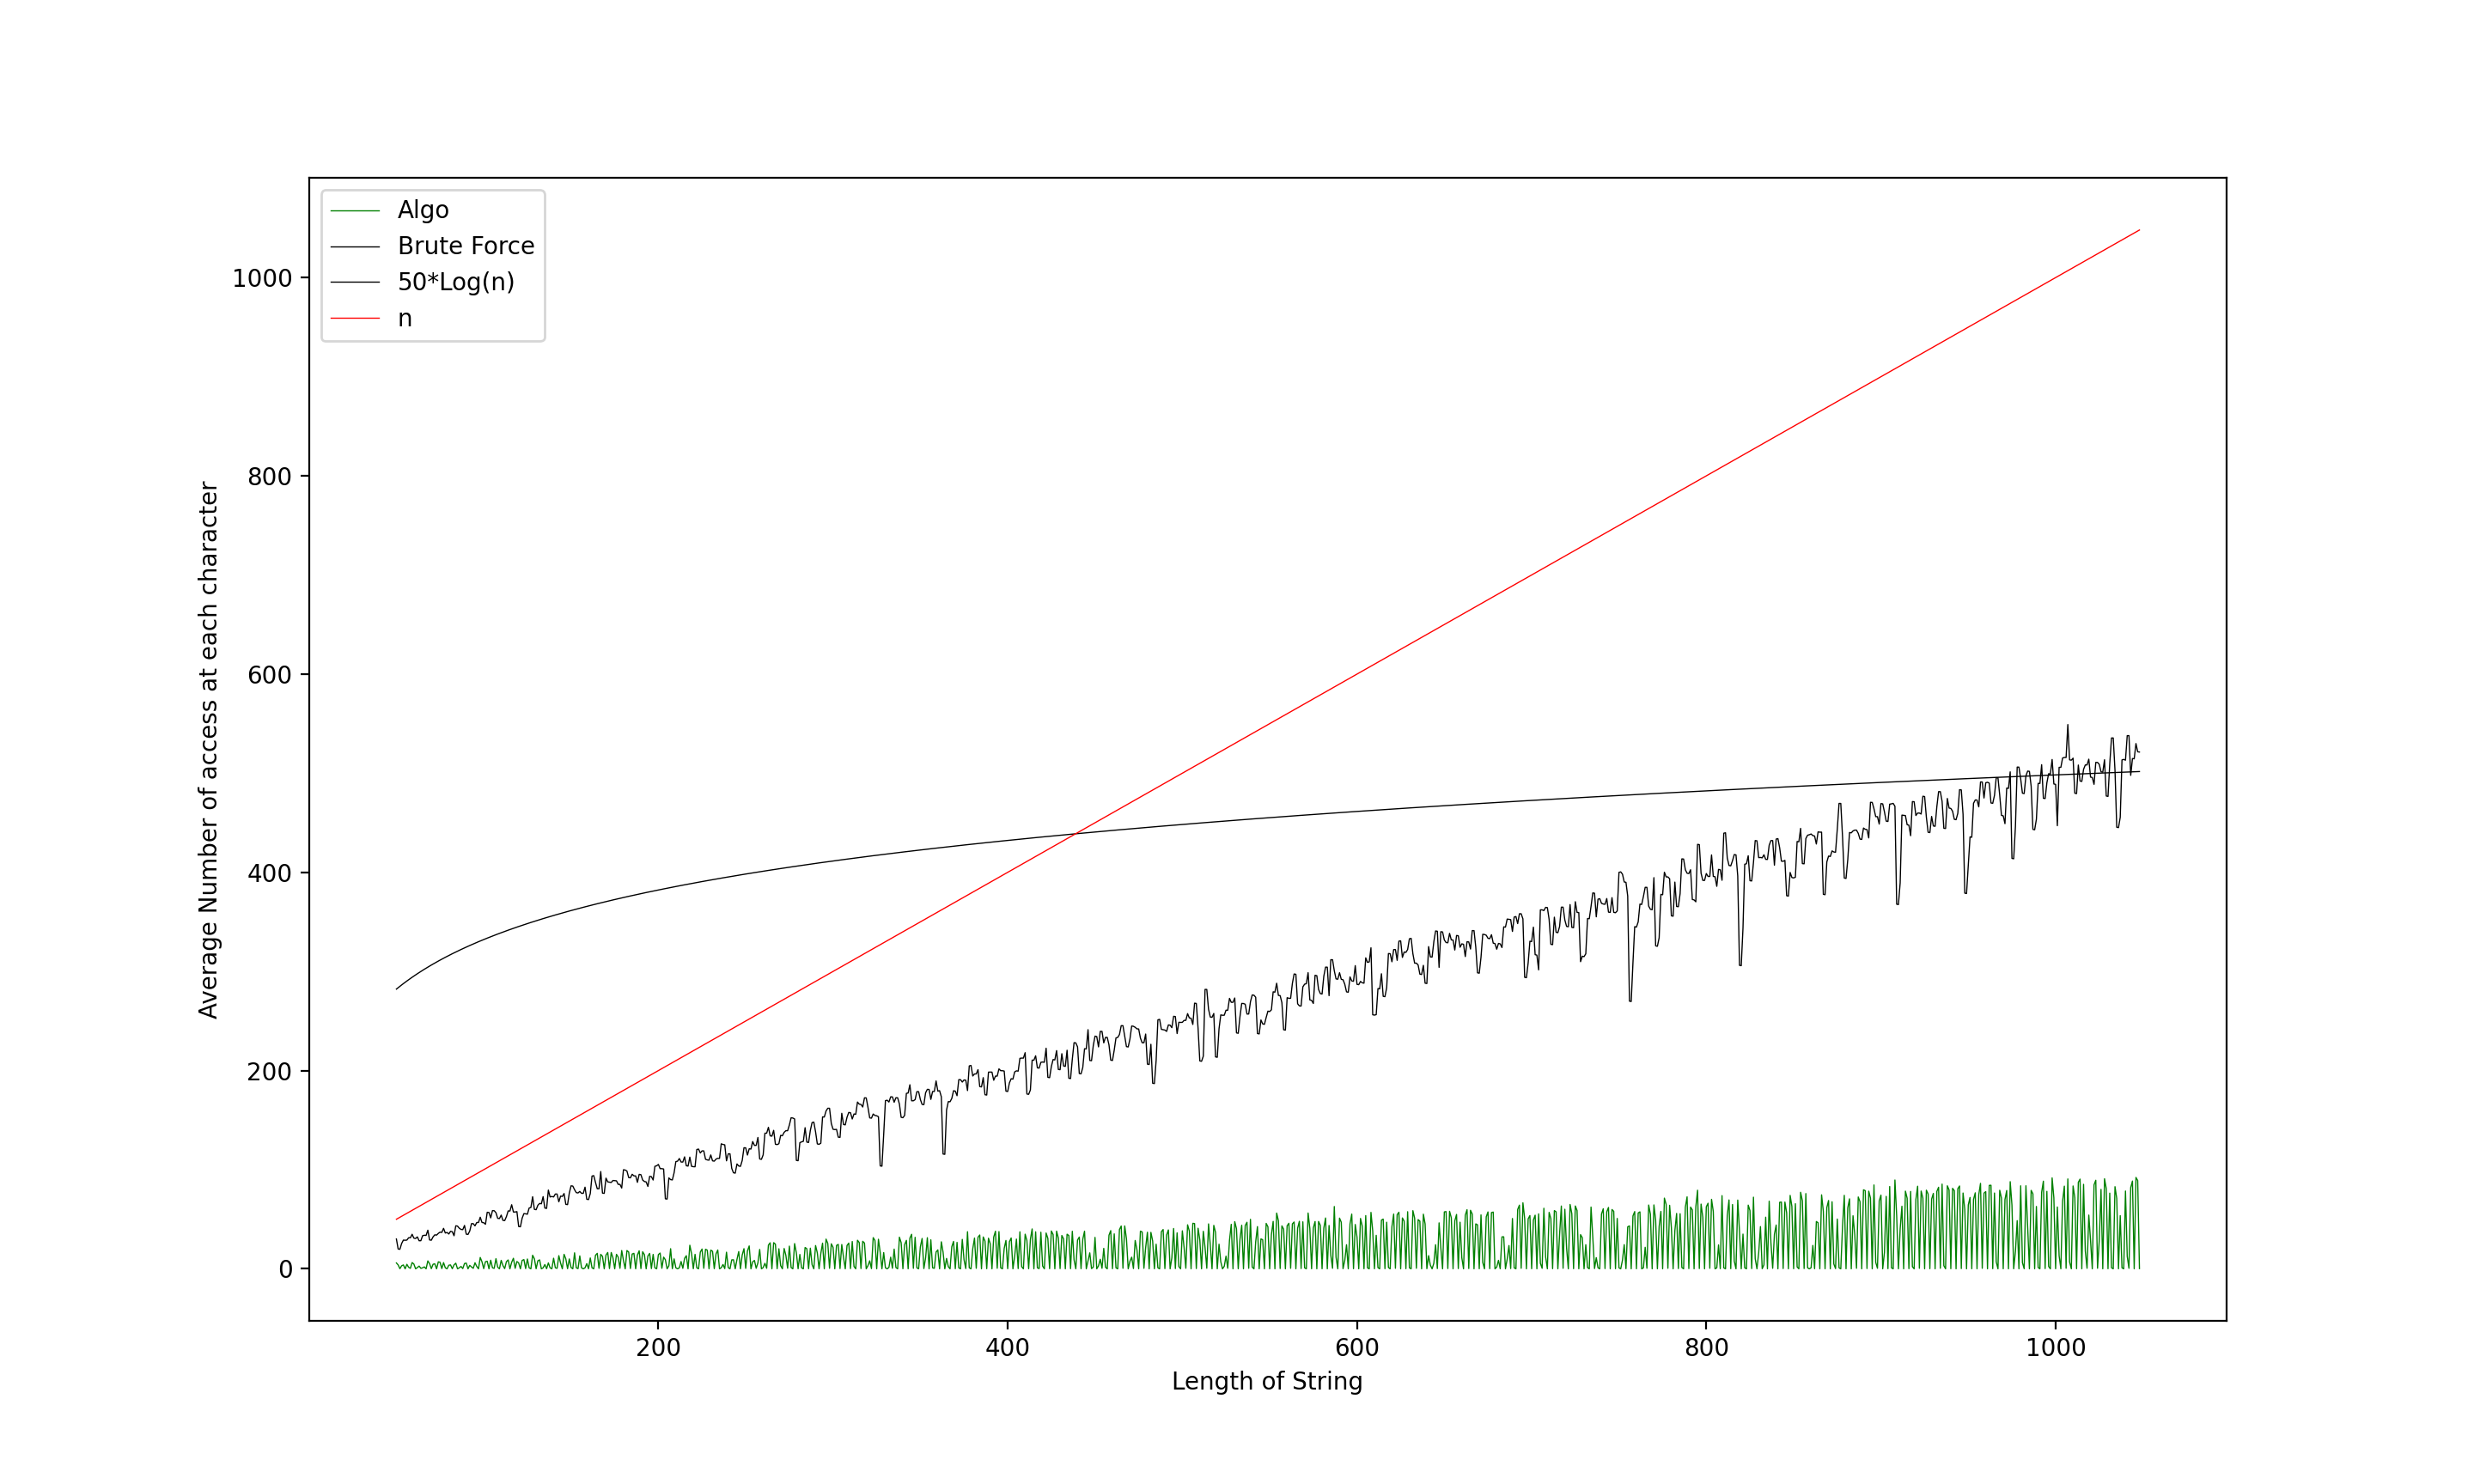 Algo
Brute Force
50*Log(n)
n
1000
800
600
400
200
0
Average Number of access at each character
200
400
600
800
1000
Length of String